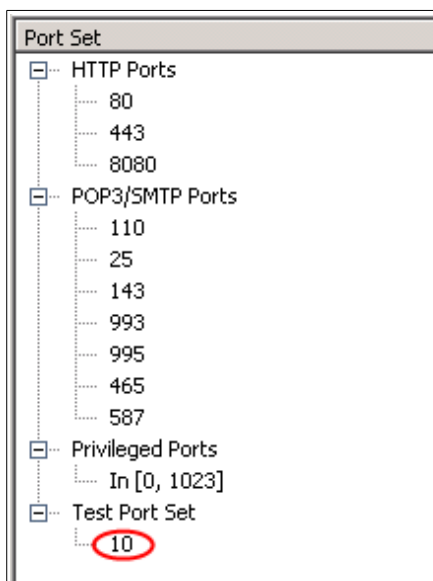 Port Set
HTTP Ports
80
443
8080
POP3/SMTP Ports
110
25
143
993
995
465
587
Privileged Ports
In [0, 1023]
Test Port Set
10